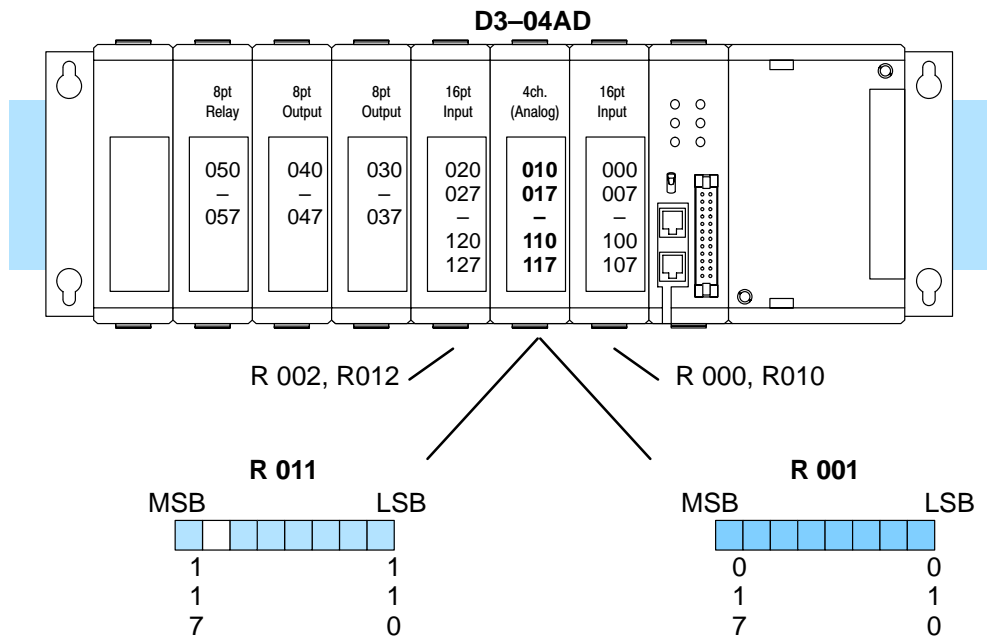 D3–04AD
8pt Relay
8pt Output
8pt Output
16pt Input
4ch. (Analog)
16pt Input
050 – 057
040 – 047
030 – 037
020 027 – 120 127
010 017 – 110 117
000 007 – 100 107
R 002, R012
R 000, R010
R 011
MSB LSB
1 1
1 1
7 0
R 001
MSB LSB
0 0
1 1
7 0